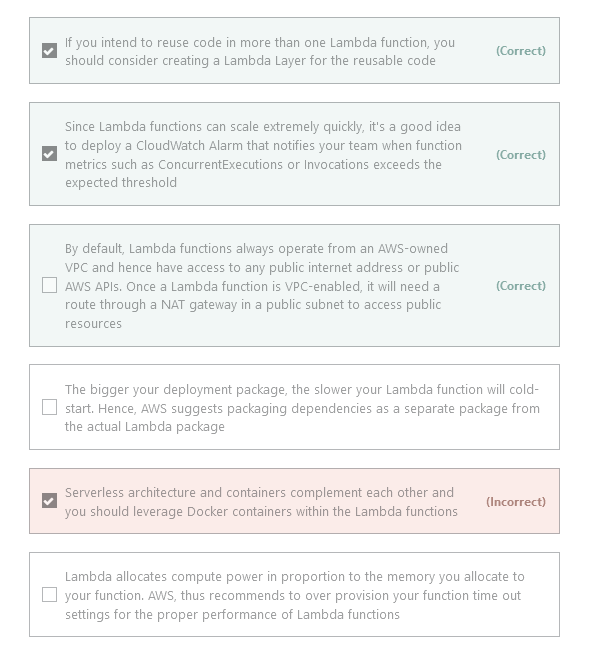 If you intend to reuse code in more than one Lambda function, you
should consider creating a Lambda Layer for the reusable code
(Correct)
Since Lambda functions can scale extremely quickly, it's a good idea
to deploy a CloudWatch Alarm that notifies your team when function
metrics such as ConcurrentExecutions or Invocations exceeds the
expected threshold
(Correct)
By default, Lambda functions always operate from an AWS-owned
VPC and hence have access to any public internet address or public
AWS APIs. Once a Lambda function is VPC-enabled, it will need a
route through a NAT gateway in a public subnet to access public
resources
(Correct)
The bigger your deployment package, the slower your Lambda function will cold-
start. Hence, AWS suggests packaging dependencies as a separate package from
the actual Lambda package
Serverless architecture and containers complement each other and
you should leverage Docker containers within the Lambda functions
(Incorrect)
Lambda allocates compute power in proportion to the memory you allocate to
your function. AWS, thus recommends to over provision your function time out
settings for the proper performance of Lambda functions